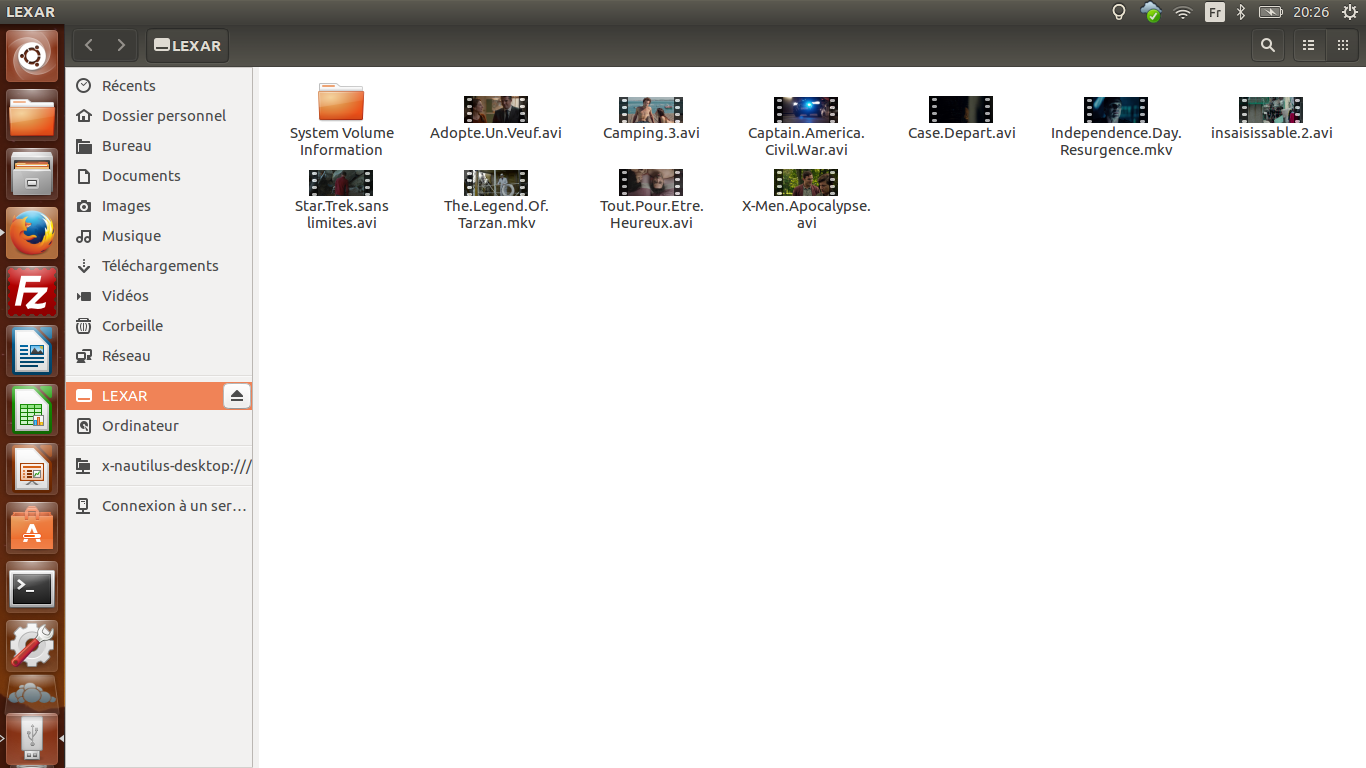 LEXAR
Fr
20:26
LEXAR
Récents
Dossier personnel
Bureau
Documents
Images
Musique
Téléchargements
Vidéos
Corbeille
Réseau
LEXAR
Ordinateur
x-nautilus-desktop:///
Connexion à un ser…
System Volume
Information
Adopte.Un.Veuf.avi
Camping.3.avi
Captain.America.
Civil.War.avi
Case.Depart.avi
Independence.Day.
Resurgence.mkv
insaisissable.2.avi
Star.Trek.sans
limites.avi
The.Legend.Of.
Tarzan.mkv
Tout.Pour.Etre.
Heureux.avi
X-Men.Apocalypse.
avi
Fz
A
>_